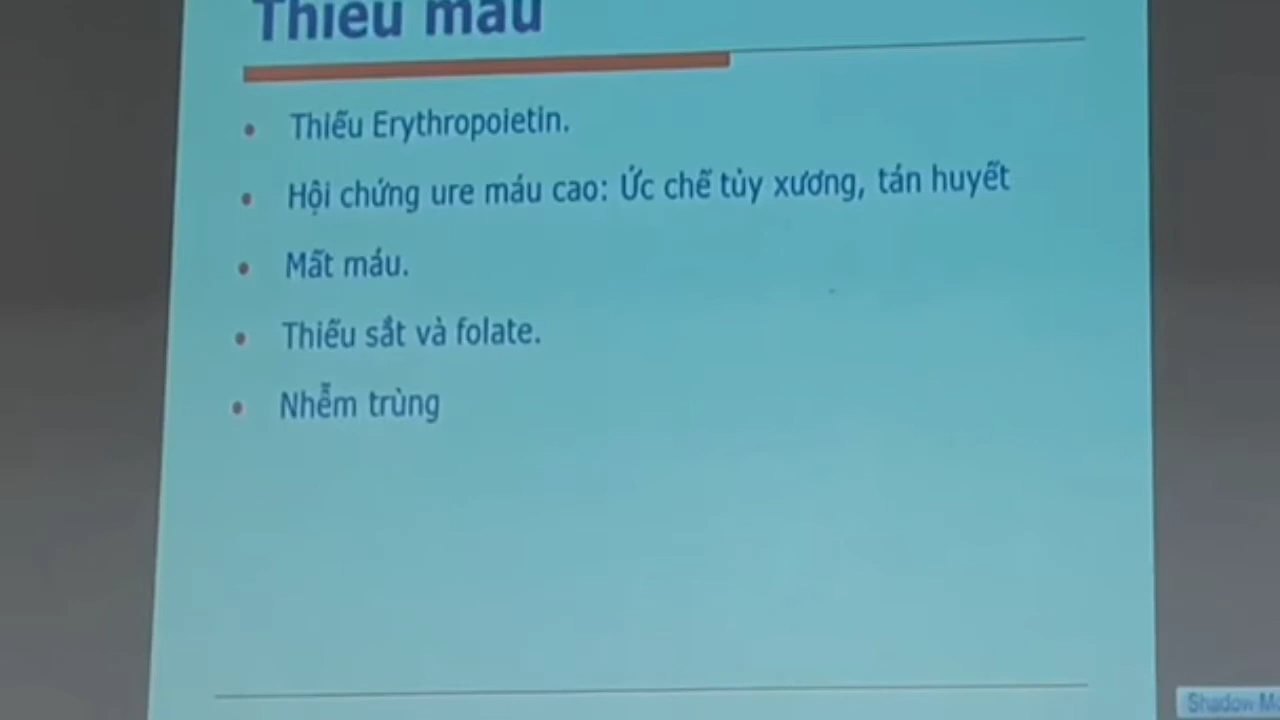 Thiếu máu
• Thiếu Erythropoietin.
• Hội chứng ure máu cao: Ức chế tủy xương, tán huyết
• Mất máu.
• Thiếu sắt và folate.
• Nhễm trùng
Shadow